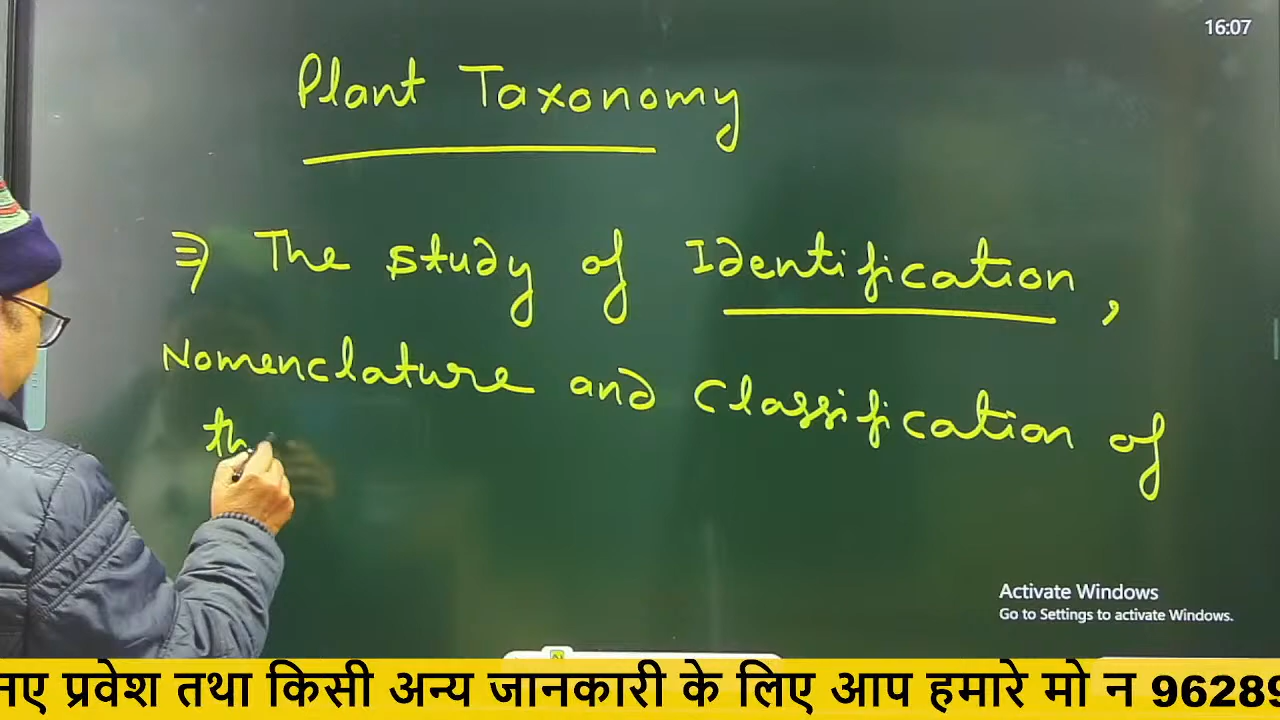 16:07
Plant Taxonomy
⇒ The study of Identification,
Nomenclature and Classification of
th
Activate Windows
Go to Settings to activate Windows.
नए प्रवेश तथा किसी अन्य जानकारी के लिए आप हमारे मो न 96289